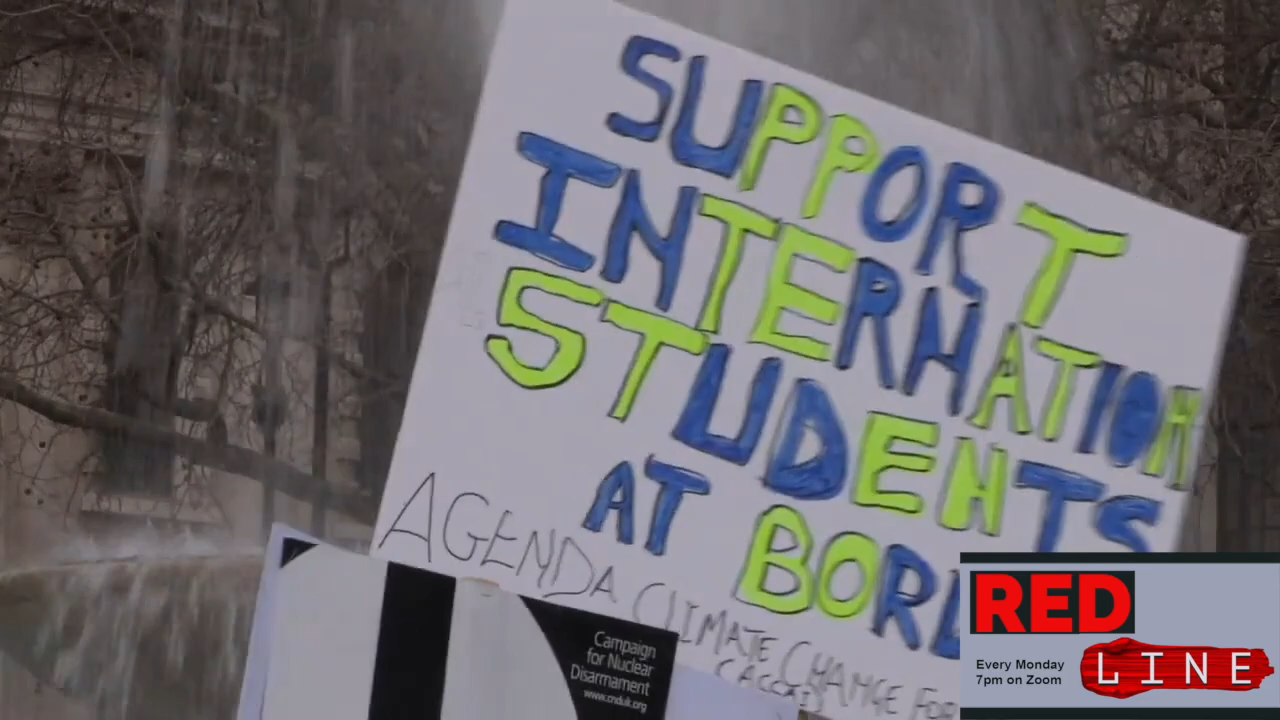 SUPPORT
INTERNATION
STUDENTS
AT BORD
AGENDA CLIMATE CHANGE FOR
Campaign
for Nuclear
Disarmament
www.cnduk.org
RED
LINE
Every Monday
7pm on Zoom